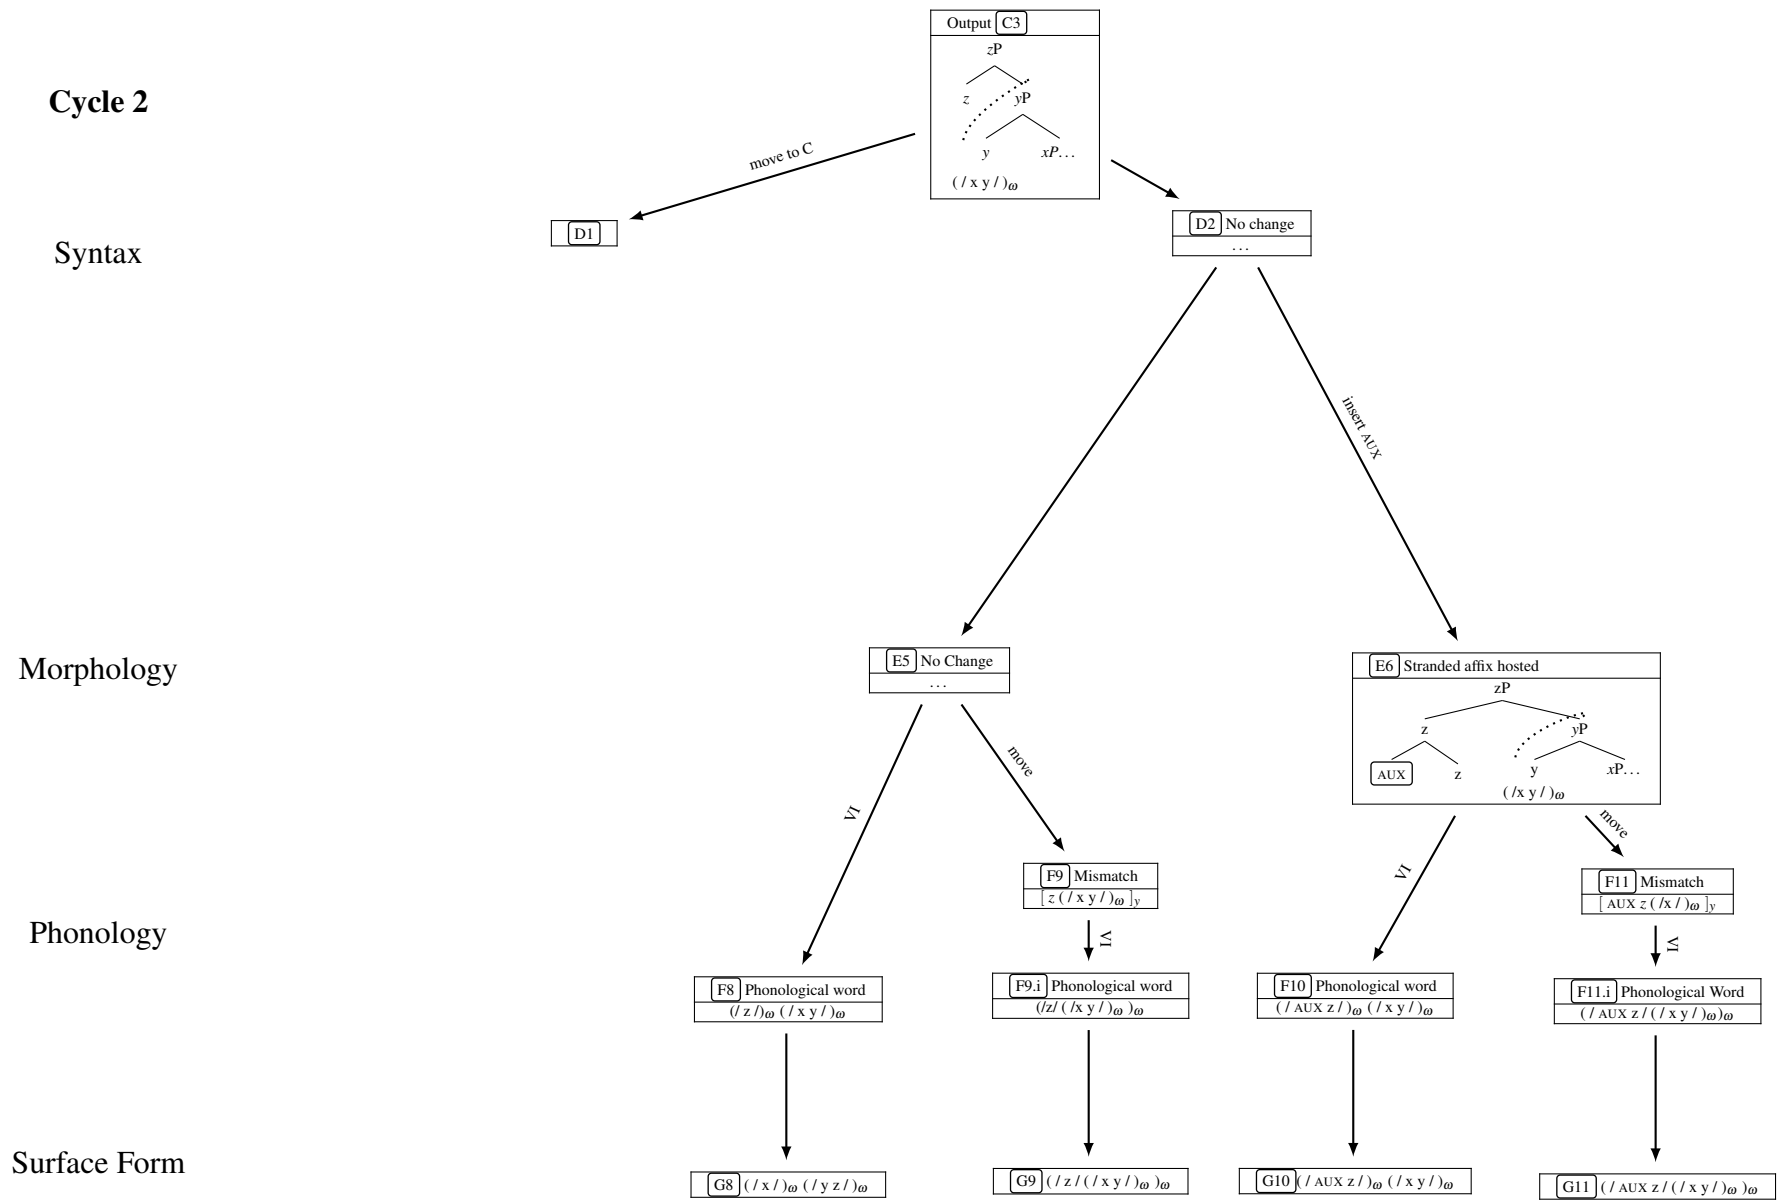 Output C3
zP
Cycle 2
z yP
move to C
y xP...
( / x y / )ω
D1
D2 No change
Syntax
...
insert AUX
Morphology
E5 No Change
...
E6 Stranded affix hosted
zP
z yP
AUX z y xP...
( /x y / )ω
move
VI
move
VI
F9 Mismatch
[ z ( / x y / )ω ]y
F11 Mismatch
[ AUX z ( /x / )ω ]y
Phonology
VI
VI
F8 Phonological word
(/ z /)ω ( / x y / )ω
F9.i Phonological word
(/z/ ( /x y / )ω )ω
F10 Phonological word
( / AUX z / )ω ( / x y / )ω
F11.i Phonological Word
( / AUX z / ( / x y / )ω)ω
Surface Form
G8 ( / x / )ω ( / y z / )ω
G9 ( / z / ( / x y / )ω )ω
G10 ( / AUX z / )ω ( / x y / )ω
G11 ( / AUX z / ( / x y / )ω )ω